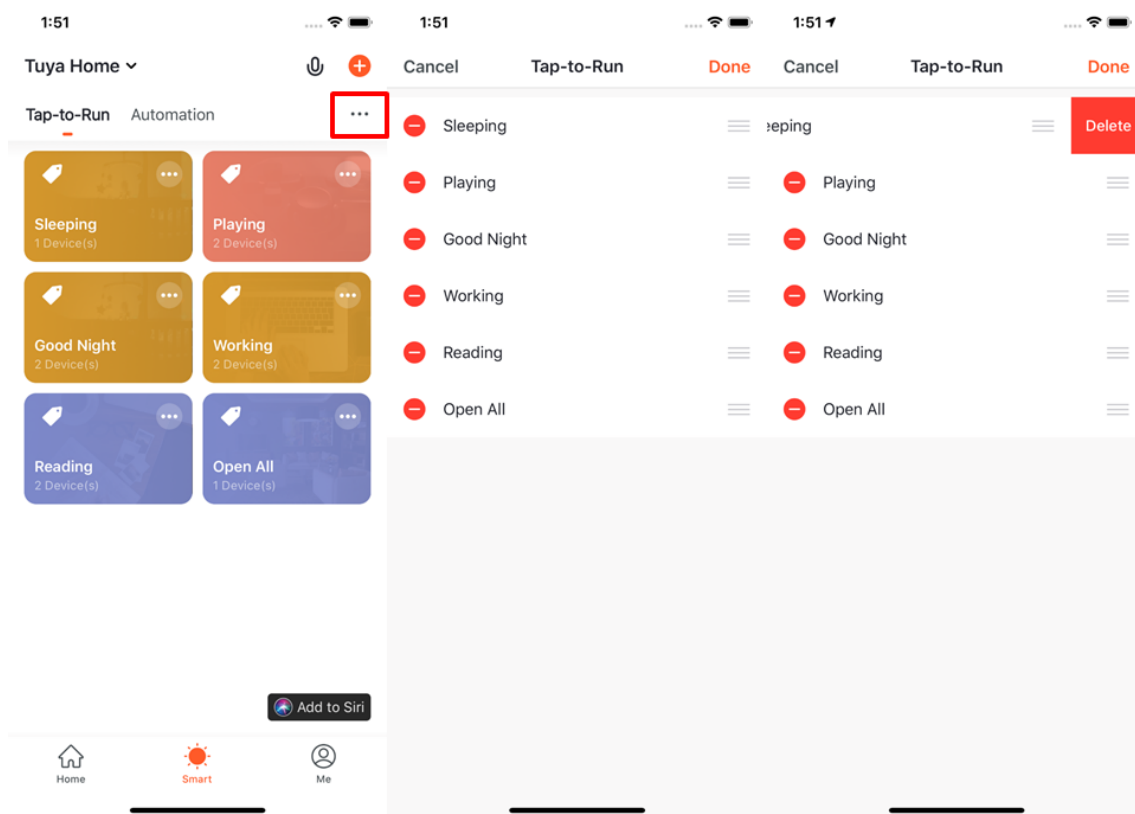 1:51
Tuya Home
Tap-to-Run Automation
Sleeping
1 Device(s)
Playing
2 Device(s)
Good Night
2 Device(s)
Working
2 Device(s)
Reading
2 Device(s)
Open All
1 Device(s)
Add to Siri
Home Smart Me
1:51
Cancel Tap-to-Run Done
Sleeping
Playing
Good Night
Working
Reading
Open All
1:51
Cancel Tap-to-Run Done
eeping Delete
Playing
Good Night
Working
Reading
Open All